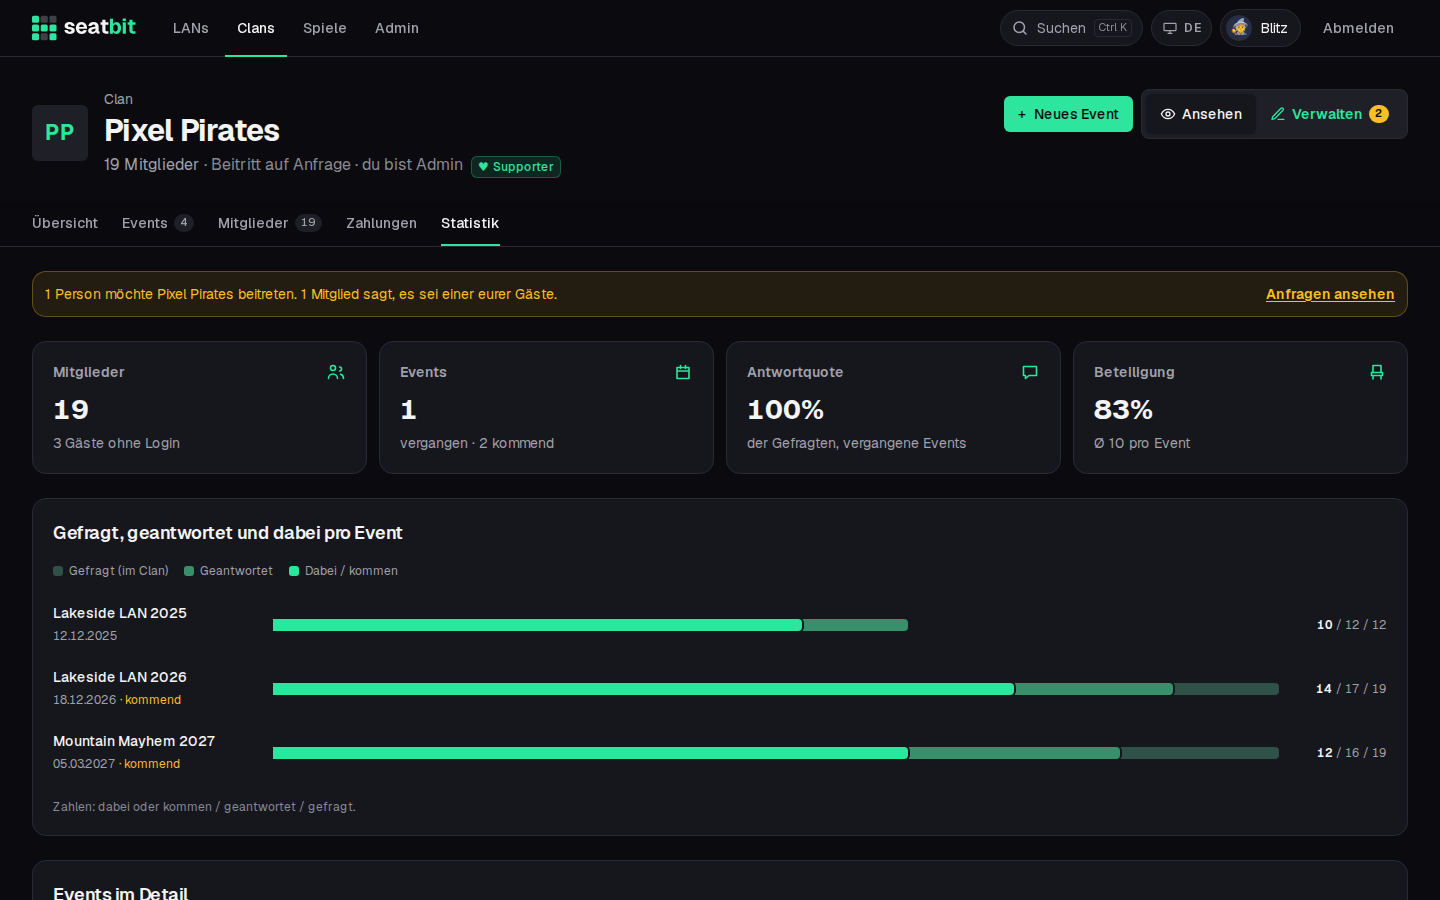 seatbit LANs Clans Spiele Admin Suchen Ctrl K DE Blitz Abmelden
Clan
Pixel Pirates
PP
19 Mitglieder · Beitritt auf Anfrage · du bist Admin ♥ Supporter
+ Neues Event Ansehen Verwalten 2
Übersicht Events 4 Mitglieder 19 Zahlungen Statistik
1 Person möchte Pixel Pirates beitreten. 1 Mitglied sagt, es sei einer eurer Gäste. Anfragen ansehen
Mitglieder
19
3 Gäste ohne Login
Events
1
vergangen · 2 kommend
Antwortquote
100%
der Gefragten, vergangene Events
Beteiligung
83%
Ø 10 pro Event
Gefragt, geantwortet und dabei pro Event
Gefragt (im Clan) Geantwortet Dabei / kommen
Lakeside LAN 2025
12.12.2025
10 / 12 / 12
Lakeside LAN 2026
18.12.2026 · kommend
14 / 17 / 19
Mountain Mayhem 2027
05.03.2027 · kommend
12 / 16 / 19
Zahlen: dabei oder kommen / geantwortet / gefragt.
Events im Detail